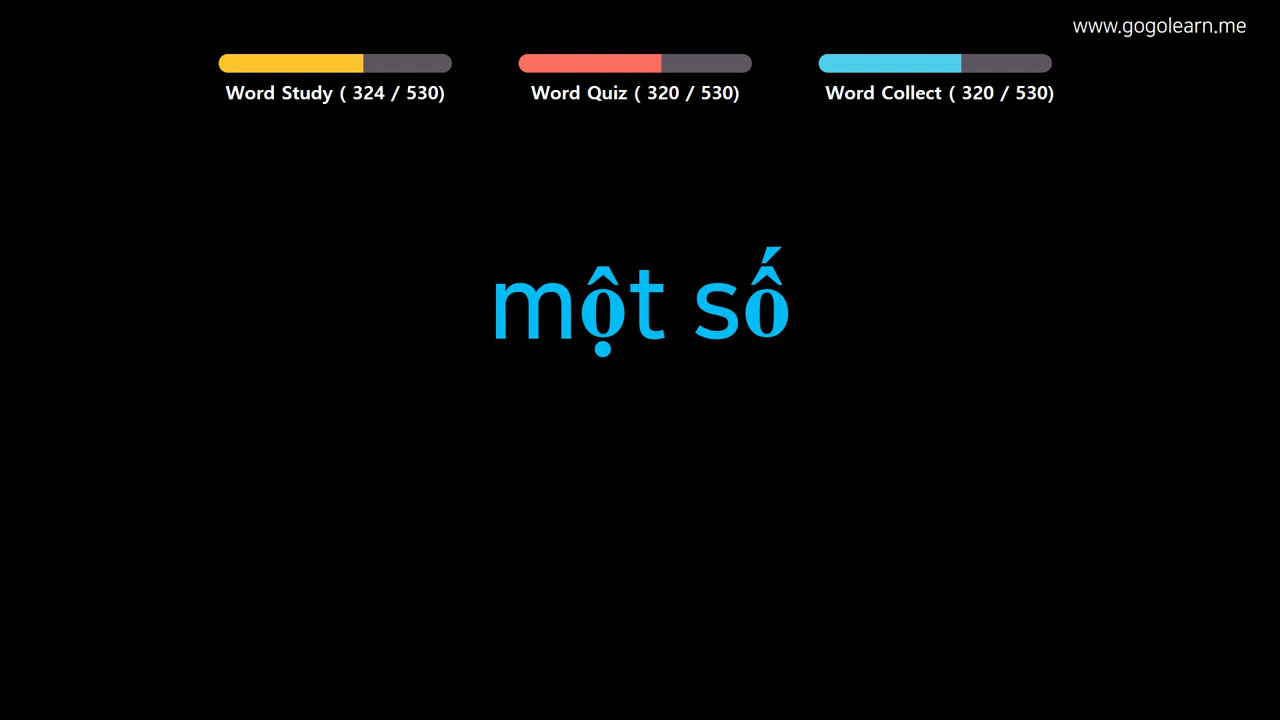 www.gogolearn.me
Word Study ( 324 / 530)
Word Quiz ( 320 / 530)
Word Collect ( 320 / 530)
một số